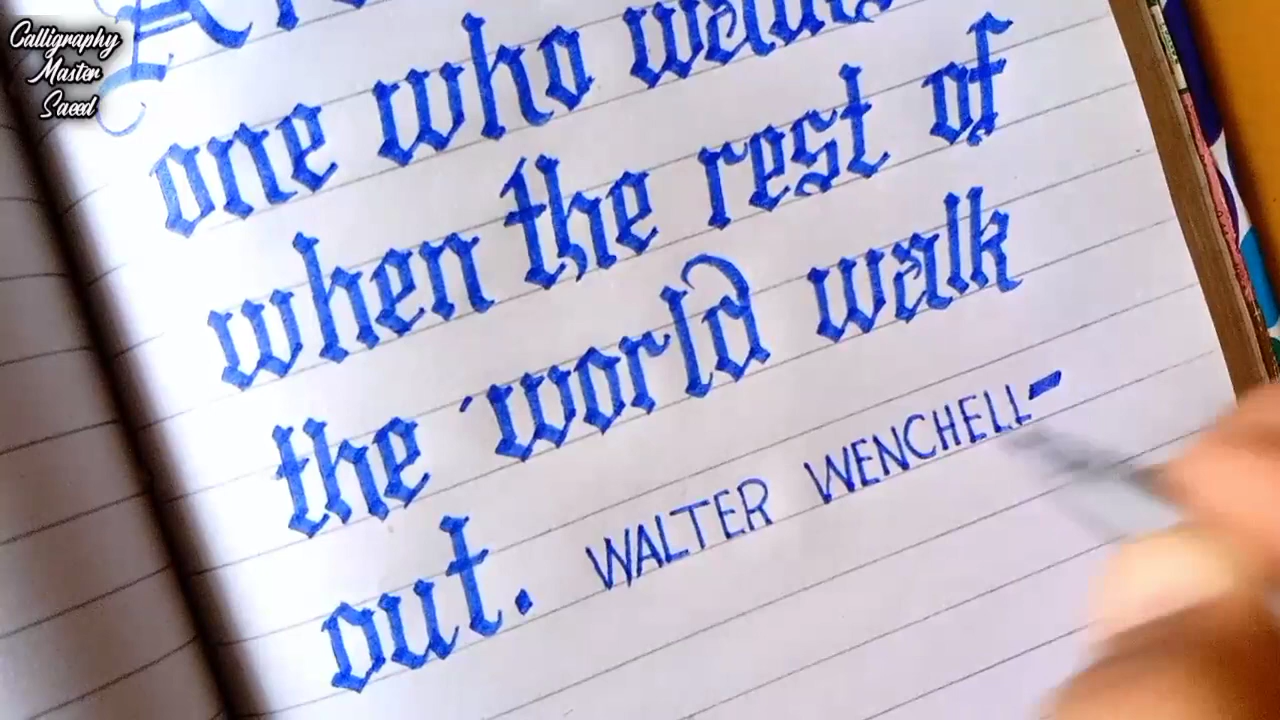 Calligraphy
Master
Saeed
A
one who walks
when the rest of
the world walk
out.
WALTER WENCHELL-